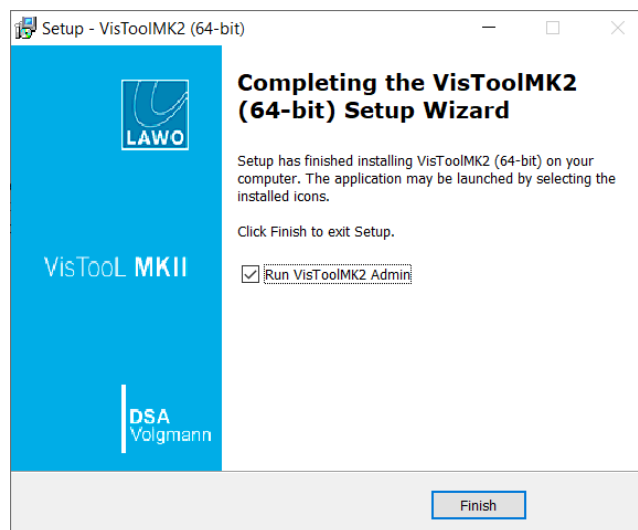 Setup - VisToolMK2 (64-bit)
LAWO
VisTooL MKII
DSA
Volgmann
Completing the VisToolMK2
(64-bit) Setup Wizard
Setup has finished installing VisToolMK2 (64-bit) on your
computer. The application may be launched by selecting the
installed icons.
Click Finish to exit Setup.
Run VisToolMK2 Admin
Finish